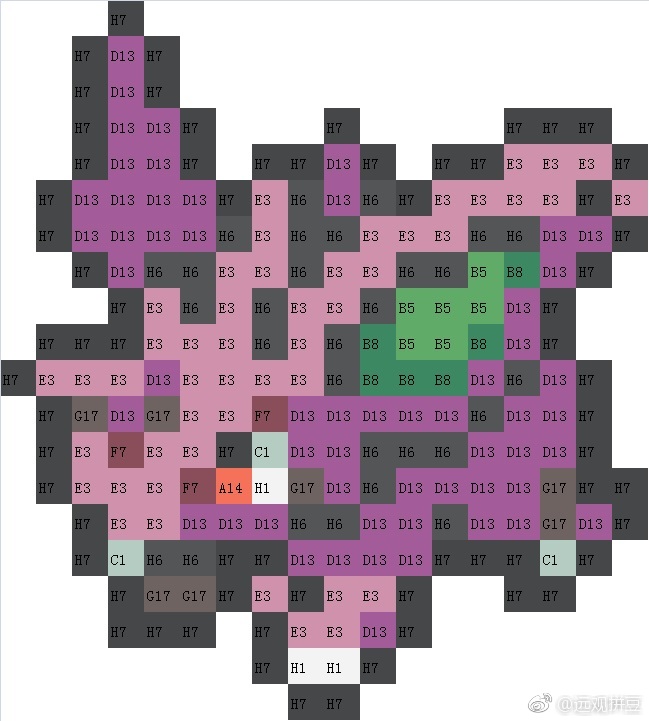 H7
H7 D13 H7
H7 D13 H7
H7 D13 D13 H7 H7 H7 H7 H7
H7 D13 D13 H7 H7 H7 D13 H7 H7 H7 E3 E3 E3 H7
H7 D13 D13 D13 D13 H7 E3 H6 D13 H6 H7 E3 E3 E3 E3 H7 E3
H7 D13 D13 D13 D13 H6 E3 H6 H6 E3 E3 E3 H6 H6 D13 D13 H7
H7 D13 H6 H6 E3 E3 H6 E3 E3 H6 H6 B5 B8 D13 H7
H7 E3 H6 E3 H6 E3 E3 H6 B5 B5 B5 D13 H7
H7 H7 H7 E3 E3 E3 H6 E3 H6 B8 B5 B5 B8 D13 H7
H7 E3 E3 E3 D13 E3 E3 E3 E3 H6 B8 B8 B8 D13 H6 D13 H7
H7 G17 D13 G17 E3 E3 F7 D13 D13 D13 D13 D13 H6 D13 D13 H7
H7 E3 F7 E3 E3 H7 C1 D13 D13 H6 H6 H6 D13 D13 D13 H7
H7 E3 E3 E3 F7 A14 H1 G17 D13 H6 D13 D13 D13 D13 G17 H7 H7
H7 E3 E3 D13 D13 D13 H6 H6 D13 D13 H6 D13 D13 G17 D13 H7
H7 C1 H6 H6 H7 H7 D13 D13 D13 D13 H7 H7 H7 C1 H7
H7 G17 G17 H7 E3 H7 E3 E3 H7 H7 H7
H7 H7 H7 H7 E3 E3 D13 H7
H7 H1 H1 H7
H7 H7
@远观拼豆